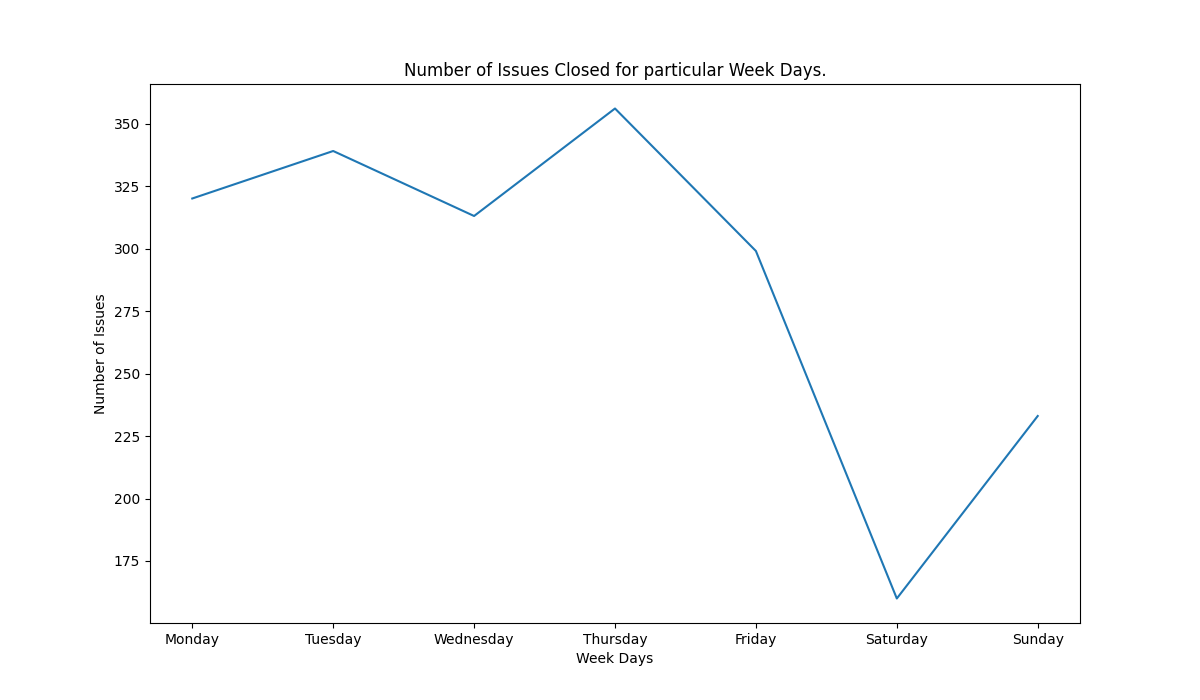 Number of Issues Closed for particular Week Days.
Number of Issues
350
325
300
275
250
225
200
175
Monday Tuesday Wednesday Thursday Friday Saturday Sunday
Week Days